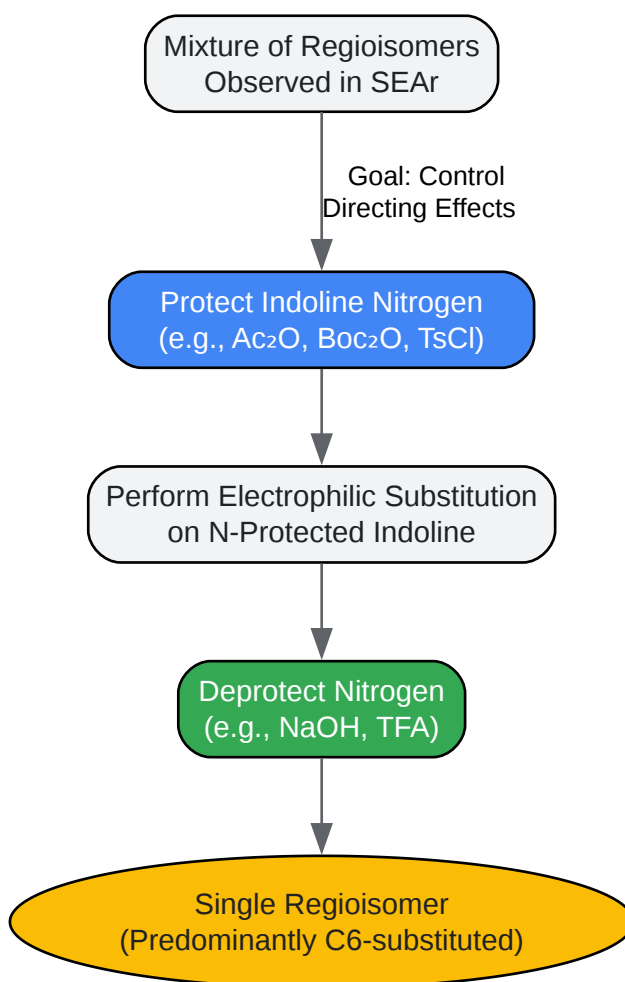 Mixture of Regioisomers
Observed in SEAr
Goal: Control
Directing Effects
Protect Indoline Nitrogen
(e.g., Ac₂O, Boc₂O, TsCl)
Perform Electrophilic Substitution
on N-Protected Indoline
Deprotect Nitrogen
(e.g., NaOH, TFA)
Single Regioisomer
(Predominantly C6-substituted)